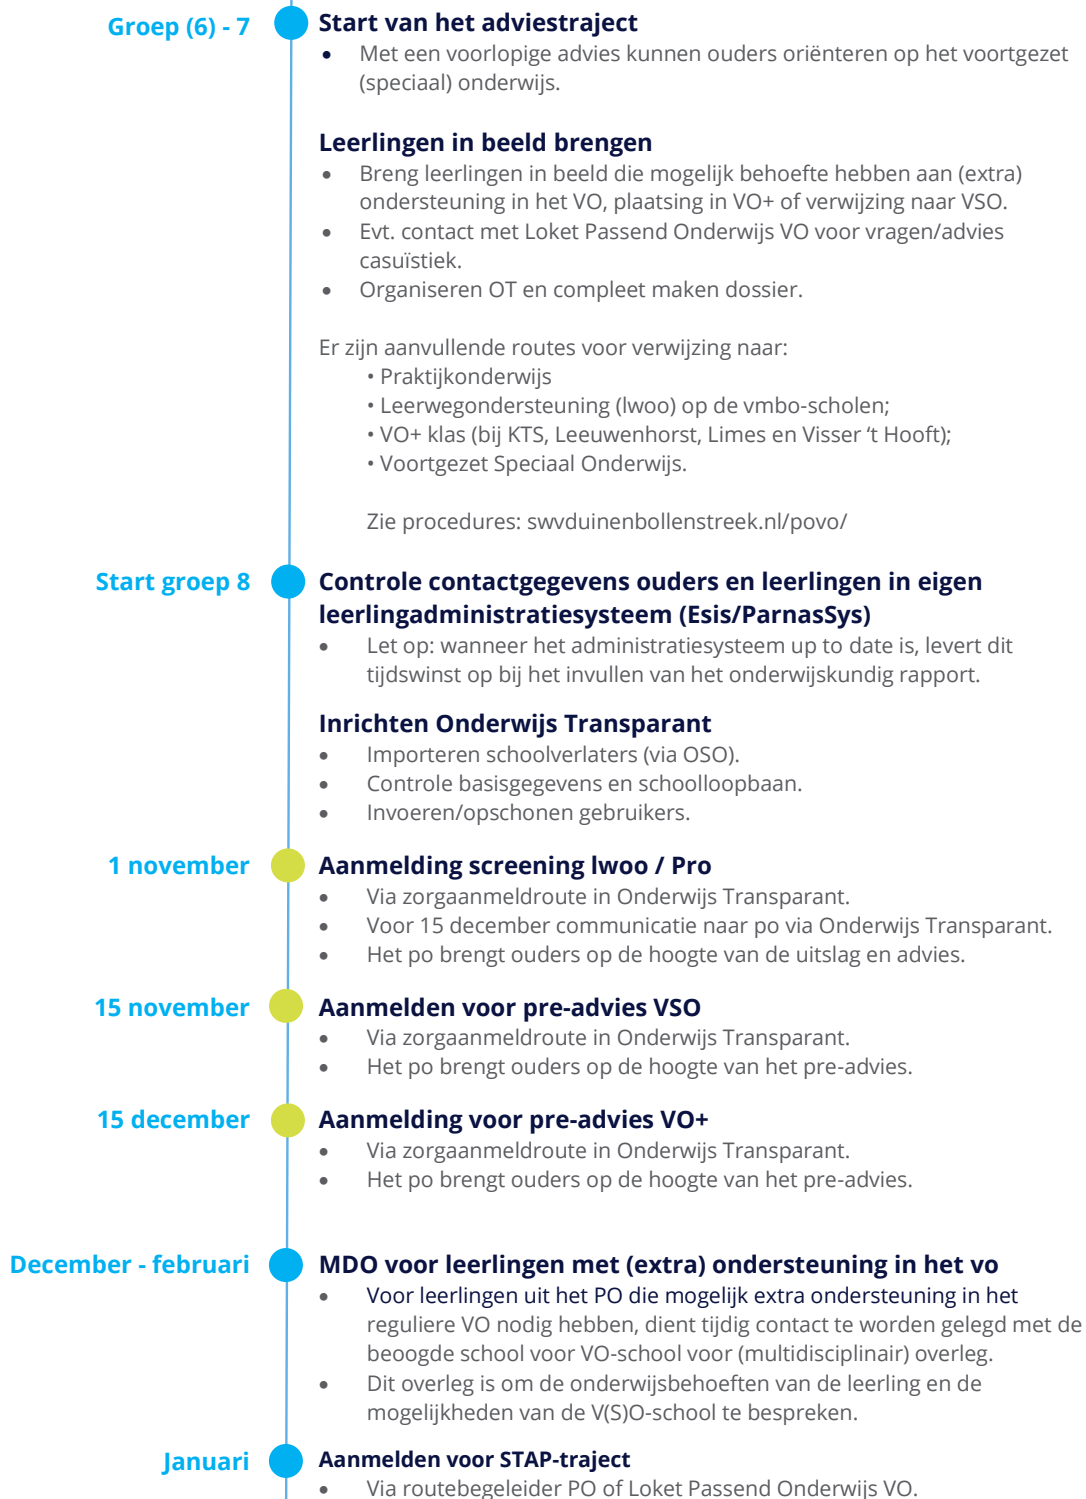 Groep (6) - 7
Start van het adviestraject
• Met een voorlopige advies kunnen ouders oriënteren op het voortgezet
(speciaal) onderwijs.
Leerlingen in beeld brengen
• Breng leerlingen in beeld die mogelijk behoefte hebben aan (extra)
ondersteuning in het VO, plaatsing in VO+ of verwijzing naar VSO.
• Evt. contact met Loket Passend Onderwijs VO voor vragen/advies
casuïstiek.
• Organiseren OT en compleet maken dossier.
Er zijn aanvullende routes voor verwijzing naar:
• Praktijkonderwijs
• Leerwegondersteuning (lwoo) op de vmbo-scholen;
• VO+ klas (bij KTS, Leeuwenhorst, Limes en Visser ‘t Hooft);
• Voortgezet Speciaal Onderwijs.
Zie procedures: swvduinenbollenstreek.nl/povo/
Start groep 8
Controle contactgegevens ouders en leerlingen in eigen
leerlingadministratiesysteem (Esis/ParnasSys)
• Let op: wanneer het administratiesysteem up to date is, levert dit
tijdswinst op bij het invullen van het onderwijskundig rapport.
Inrichten Onderwijs Transparant
• Importeren schoolverlaters (via OSO).
• Controle basisgegevens en schoolloopbaan.
• Invoeren/opschonen gebruikers.
1 november
Aanmelding screening lwoo / Pro
• Via zorgaanmeldroute in Onderwijs Transparant.
• Voor 15 december communicatie naar po via Onderwijs Transparant.
• Het po brengt ouders op de hoogte van de uitslag en advies.
15 november
Aanmelden voor pre-advies VSO
• Via zorgaanmeldroute in Onderwijs Transparant.
• Het po brengt ouders op de hoogte van het pre-advies.
15 december
Aanmelding voor pre-advies VO+
• Via zorgaanmeldroute in Onderwijs Transparant.
• Het po brengt ouders op de hoogte van het pre-advies.
December - februari
MDO voor leerlingen met (extra) ondersteuning in het vo
• Voor leerlingen uit het PO die mogelijk extra ondersteuning in het
reguliere VO nodig hebben, dient tijdig contact te worden gelegd met de
beoogde school voor VO-school voor (multidisciplinair) overleg.
• Dit overleg is om de onderwijsbehoeften van de leerling en de
mogelijkheden van de V(S)O-school te bespreken.
Januari
Aanmelden voor STAP-traject
• Via routebegeleider PO of Loket Passend Onderwijs VO.